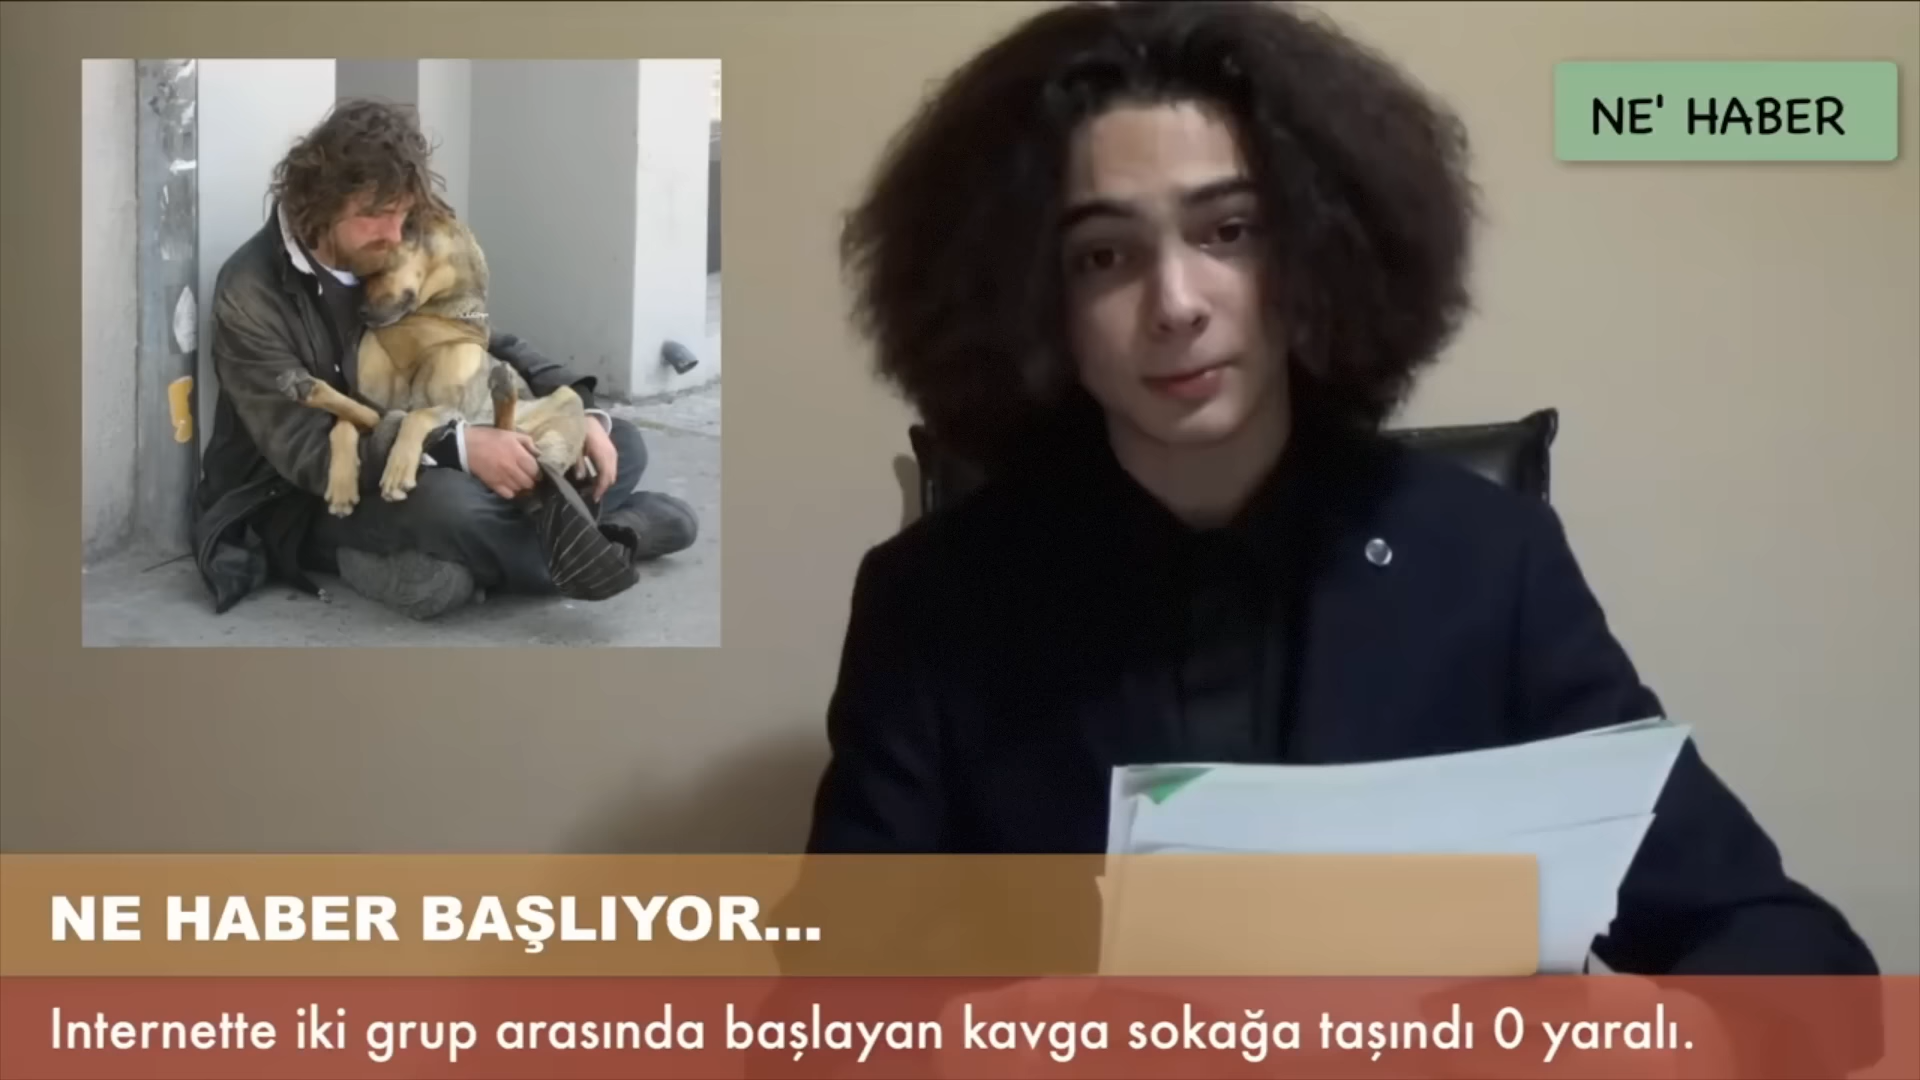 NE' HABER
NE HABER BAŞLIYOR...
Internette iki grup arasında başlayan kavga sokağa taşındı 0 yaralı.